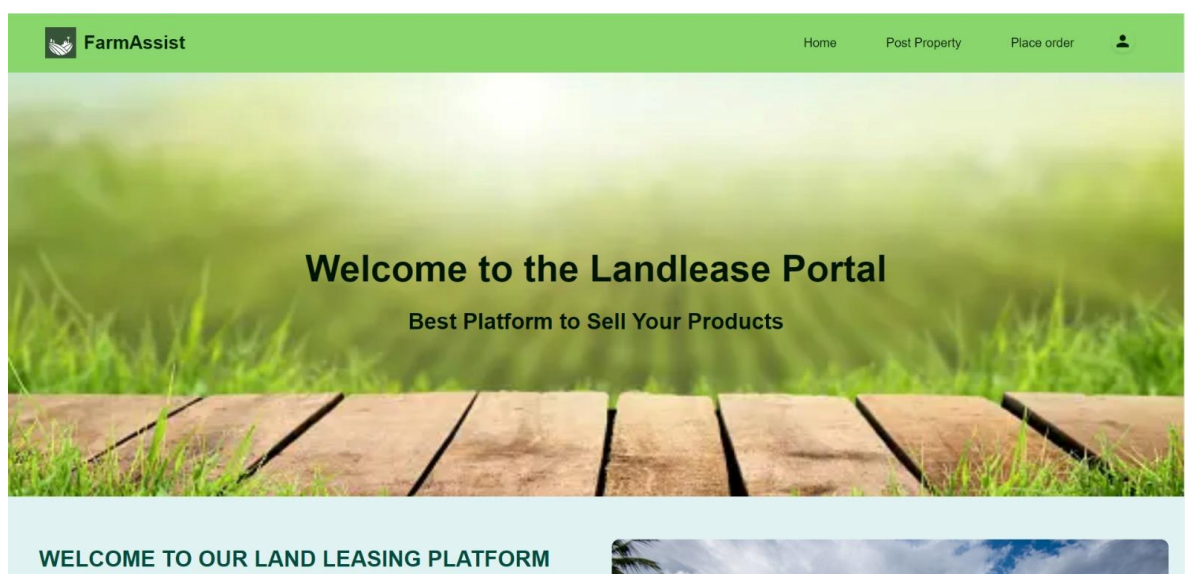 FarmAssist
Home Post Property Place order
Welcome to the Landlease Portal
Best Platform to Sell Your Products
WELCOME TO OUR LAND LEASING PLATFORM